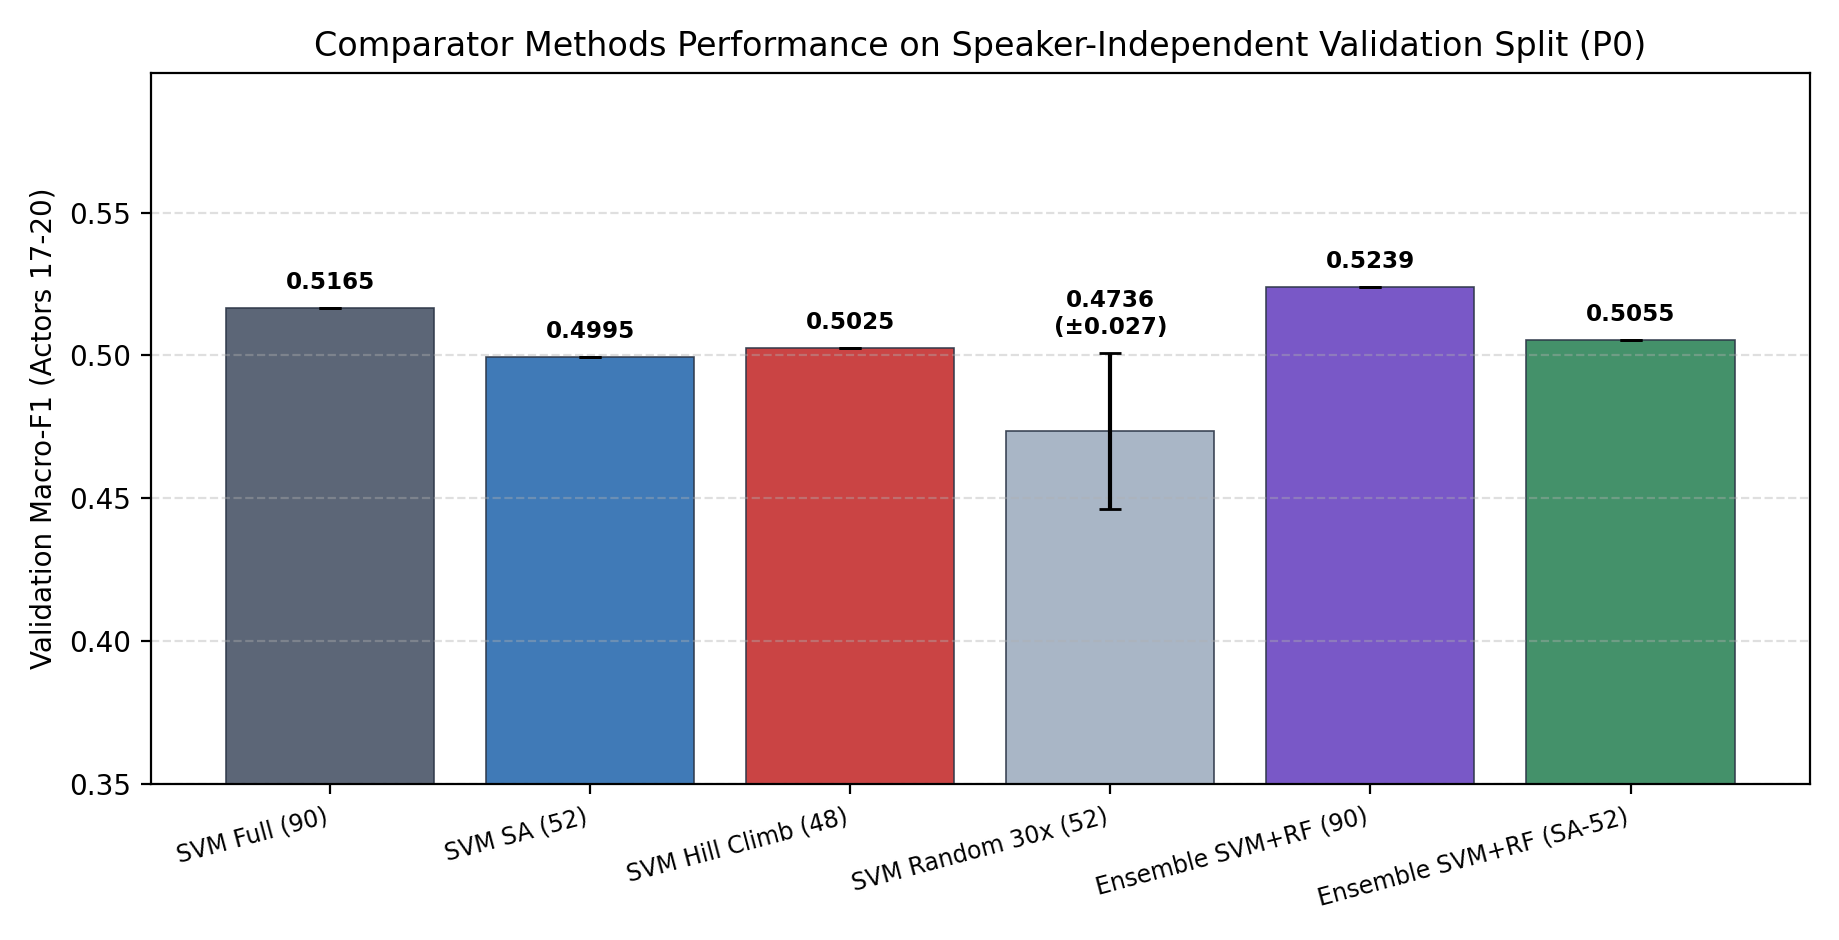 Comparator Methods Performance on Speaker-Independent Validation Split (P0)
Validation Macro-F1 (Actors 17-20)
0.55
0.50
0.45
0.40
0.35
0.5165
0.4995
0.5025
0.4736
(±0.027)
0.5239
0.5055
SVM Full (90)
SVM SA (52)
SVM Hill Climb (48)
SVM Random 30x (52)
Ensemble SVM+RF (90)
Ensemble SVM+RF (SA-52)